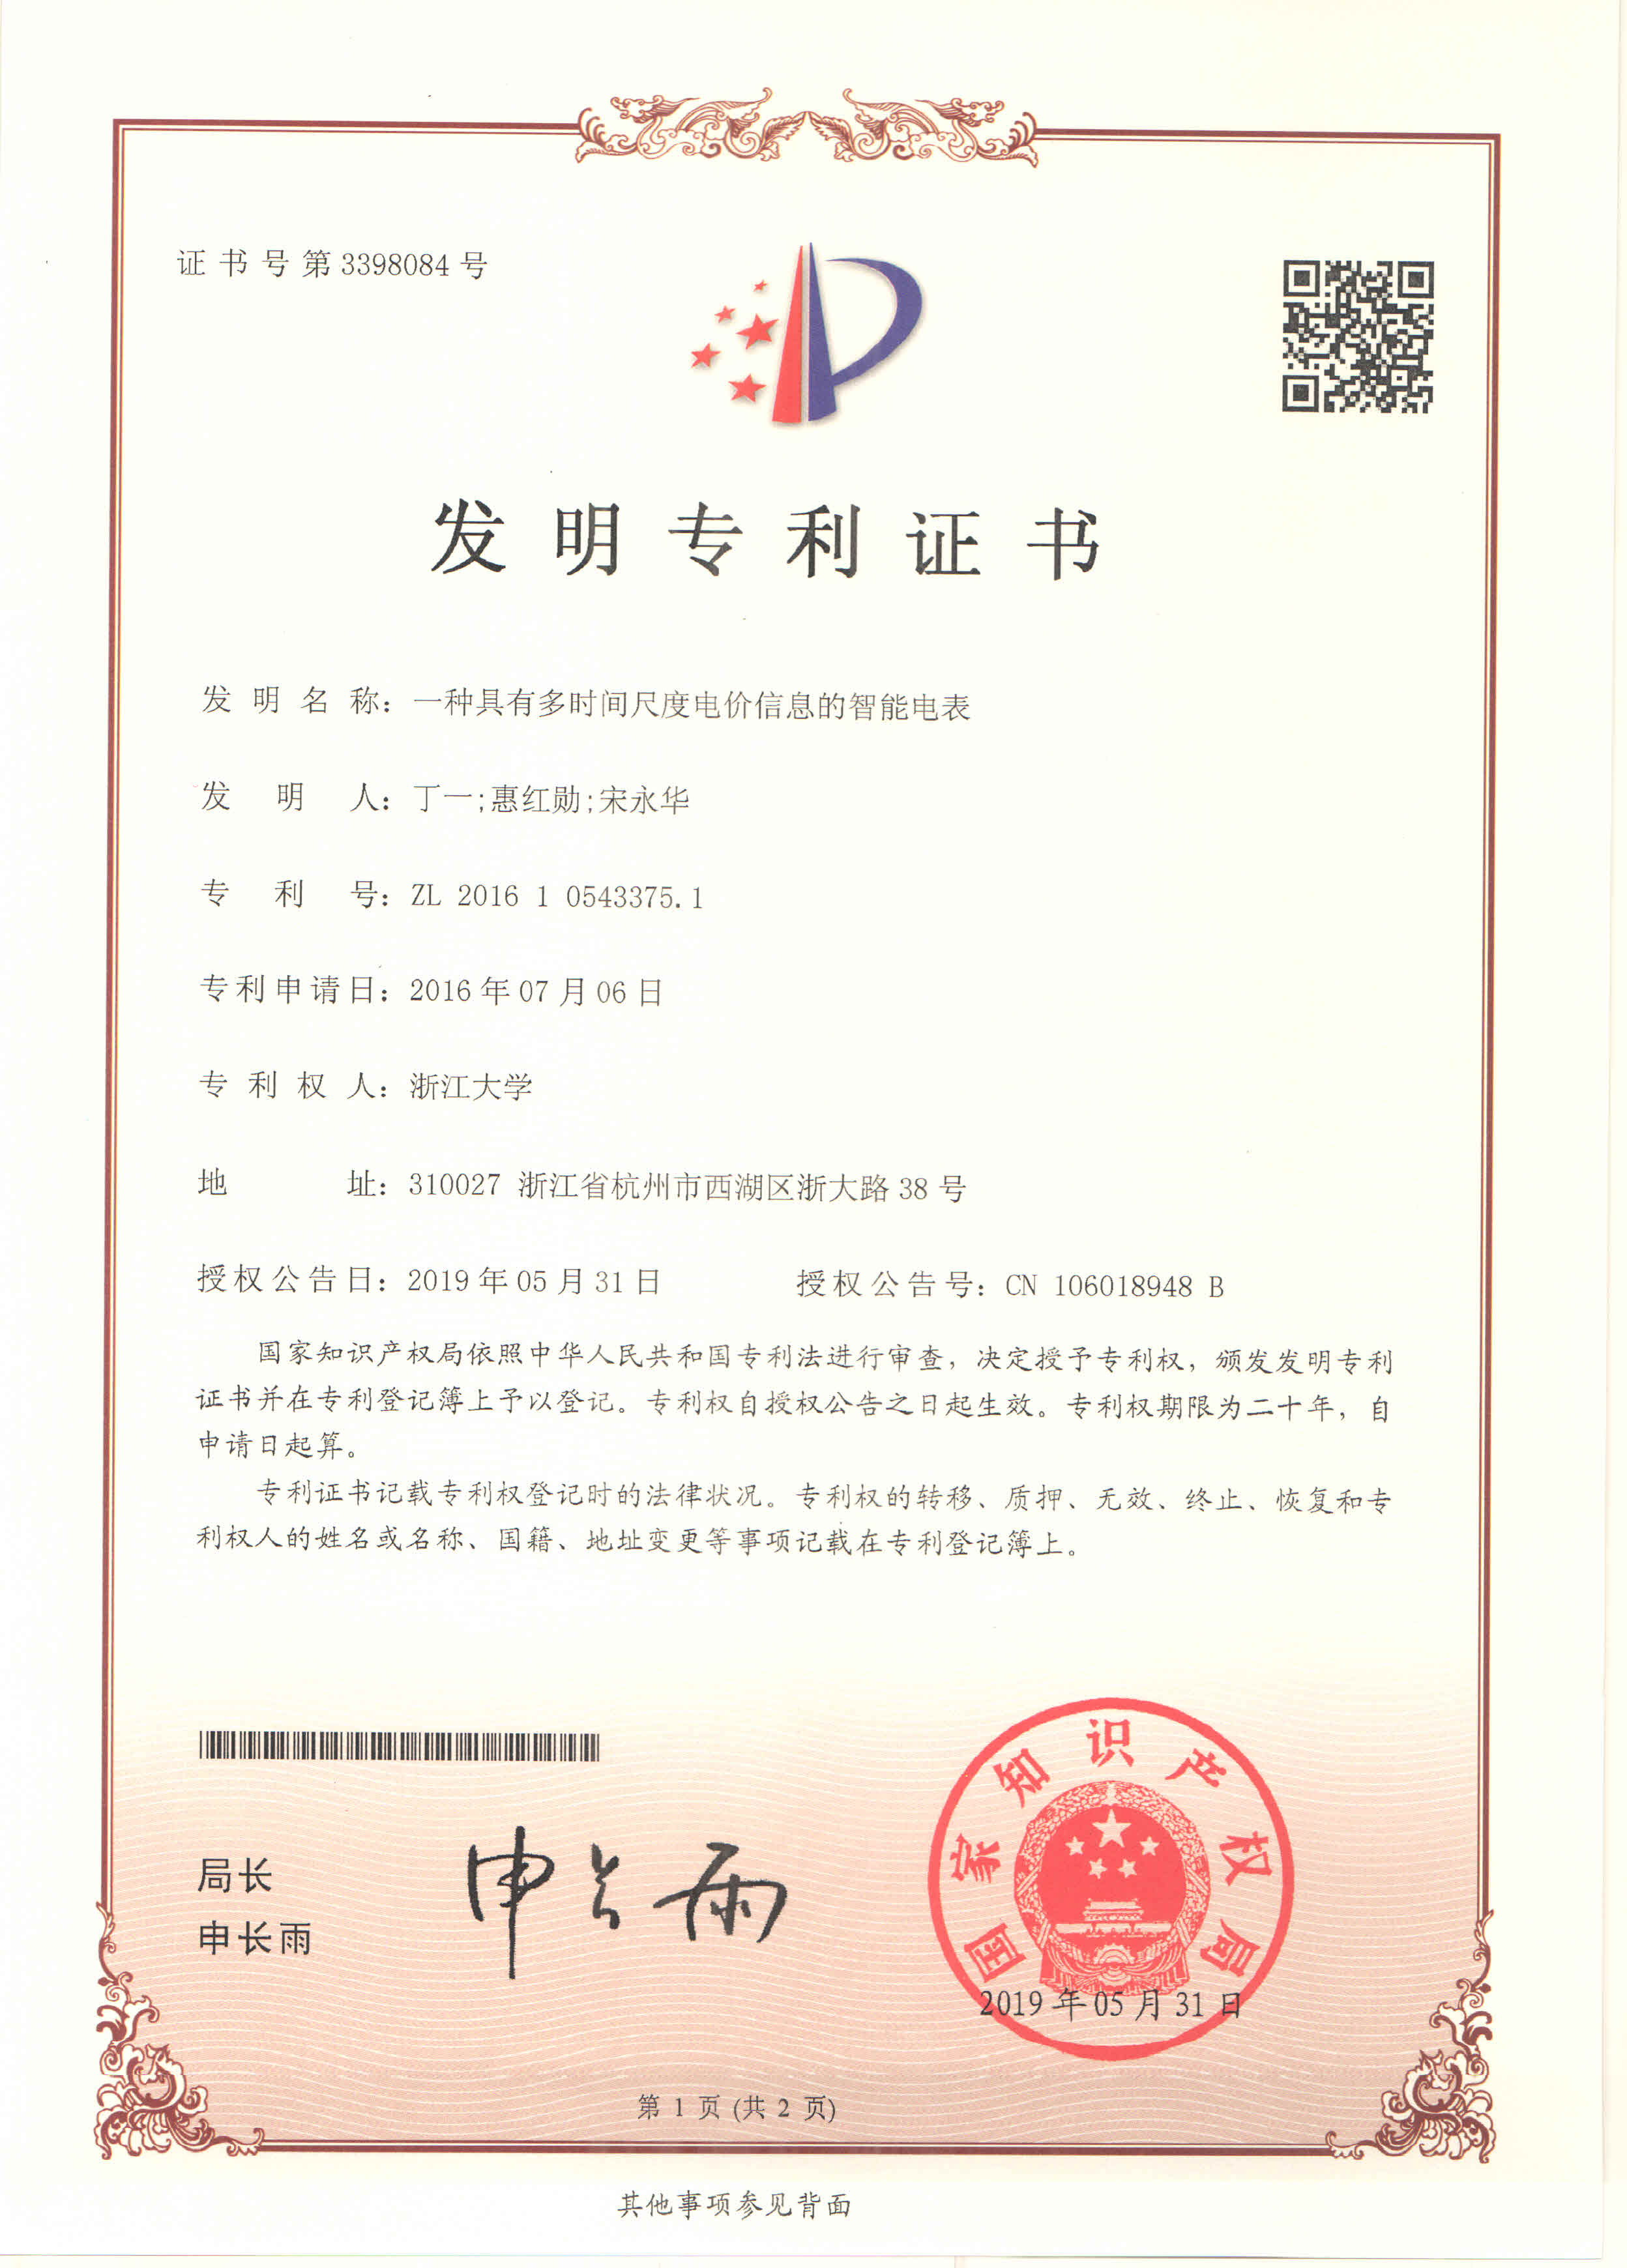 证书号第3398084号
发明专利证书
发明名称：一种具有多时间尺度电价信息的智能电表
发明人：丁一;惠红勋;宋永华
专利号：ZL 2016 1 0543375.1
专利申请日：2016年07月06日
专利权人：浙江大学
地址：310027 浙江省杭州市西湖区浙大路38号
授权公告日：2019年05月31日 授权公告号：CN 106018948 B
国家知识产权局依照中华人民共和国专利法进行审查，决定授予专利权，颁发发明专利
证书并在专利登记簿上予以登记。专利权自授权公告之日起生效。专利权期限为二十年，自
申请日起算。
专利证书记载专利权登记时的法律状况。专利权的转移、质押、无效、终止、恢复和专
利权人的姓名或名称、国籍、地址变更等事项记载在专利登记簿上。
局长
申长雨
申长雨
国家知识产权局
2019年05月31日
第 1 页 (共 2 页)
其他事项参见背面